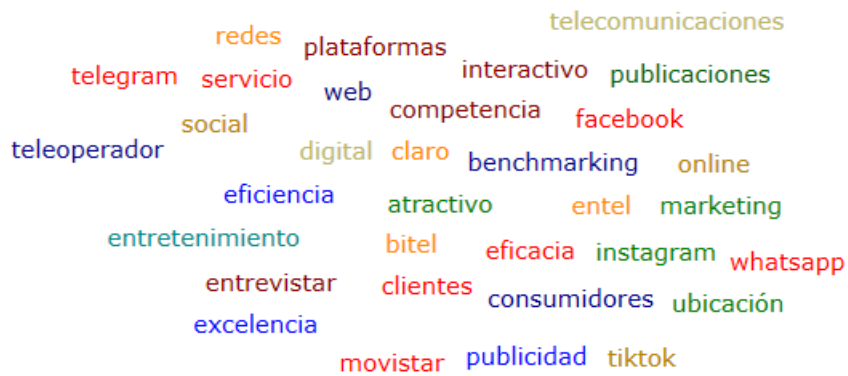 telecomunicaciones
redes
plataformas
interactivo
publicaciones
telegram
servicio
web
competencia
facebook
social
teleoperador
digital
claro
benchmarking
online
eficiencia
atractivo
entel
marketing
entretenimiento
bitel
eficacia
instagram
whatsapp
entrevistar
clientes
consumidores
ubicación
excelencia
movistar
publicidad
tiktok